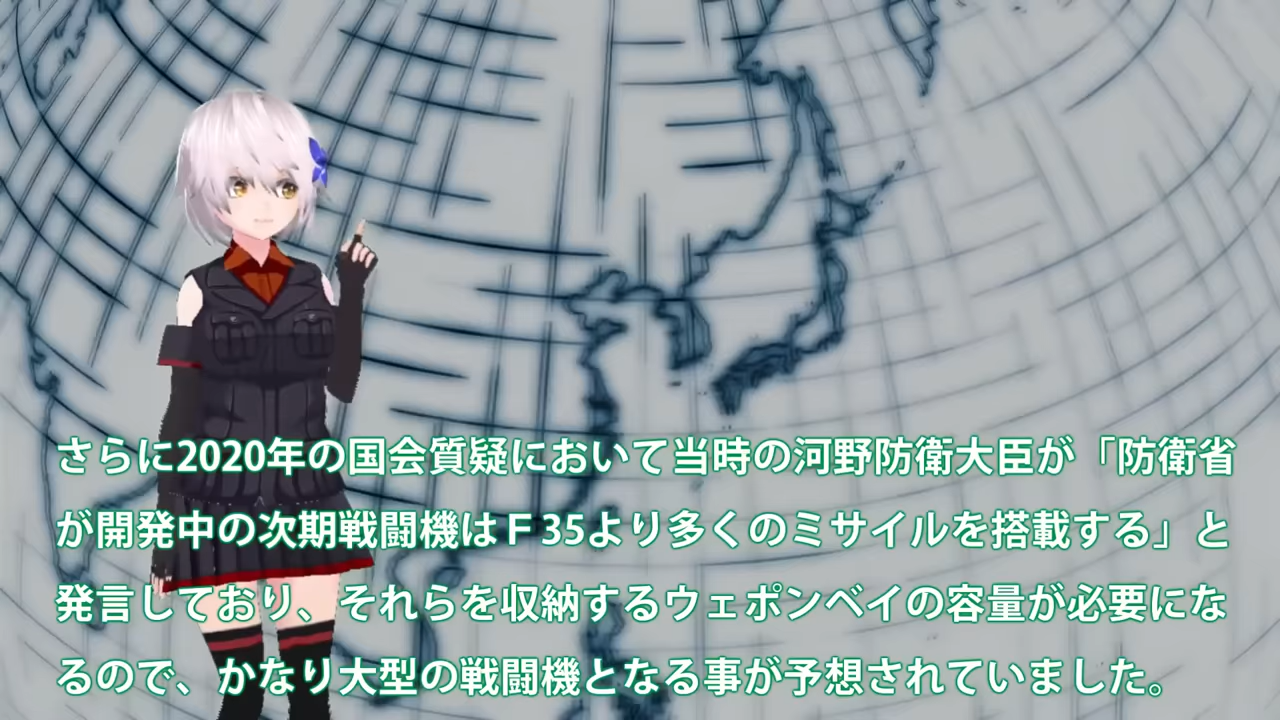 さらに2020年の国会質疑において当時の河野防衛大臣が「防衛省
が開発中の次期戦闘機はＦ35より多くのミサイルを搭載する」と
発言しており、それらを収納するウェポンベイの容量が必要にな
るので、かなり大型の戦闘機となる事が予想されていました。